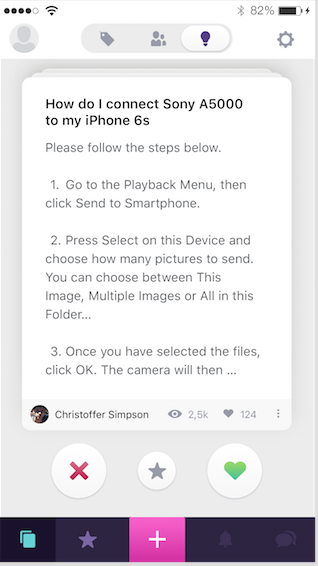 82%
How do I connect Sony A5000
to my iPhone 6s
Please follow the steps below.
1. Go to the Playback Menu, then
click Send to Smartphone.
2. Press Select on this Device and
choose how many pictures to send.
You can choose between This
Image, Multiple Images or All in this
Folder...
3. Once you have selected the files,
click OK. The camera will then ...
Christoffer Simpson 2,5k 124